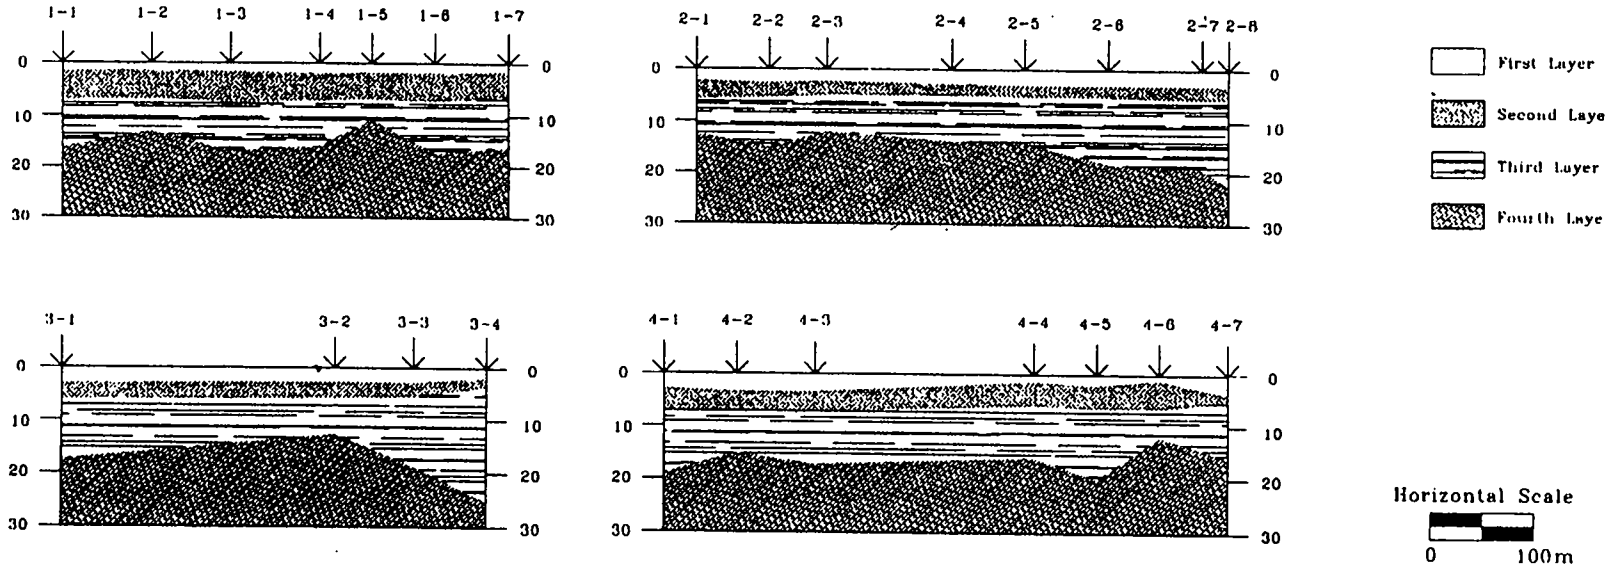 1-1 1-2 1-3 1-4 1-5 1-6 1-7
0 0
10 10
20 20
30 30
2-1 2-2 2-3 2-4 2-5 2-6 2-7 2-8
0 0
10 10
20 20
30 30
First Layer
Second Laye
Third Layer
Fourth Laye
3-1 3-2 3-3 3-4
0 0
10 10
20 20
30 30
4-1 4-2 4-3 4-4 4-5 4-6 4-7
0 0
10 10
20 20
30 30
Horizontal Scale
0 100m